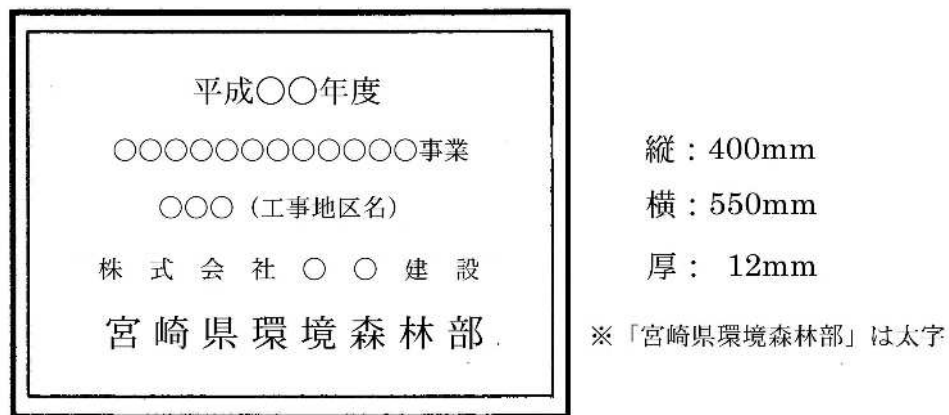 平成○○年度
○○○○○○○○○○○○事業
○○○（工事地区名）
株式会社○○建設
宮崎県環境森林部
縦：400mm
横：550mm
厚： 12mm
※「宮崎県環境森林部」は太字